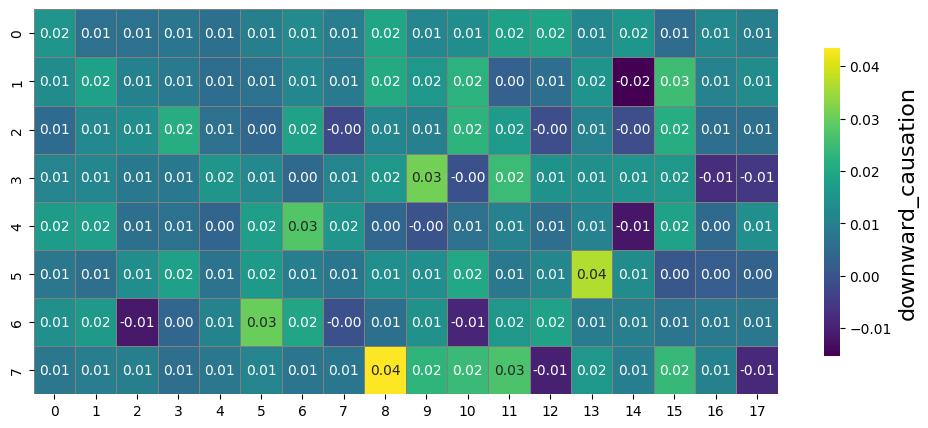 0 0.02 0.01 0.01 0.01 0.01 0.01 0.01 0.01 0.02 0.01 0.01 0.02 0.02 0.01 0.02 0.01 0.01 0.01
1 0.01 0.02 0.01 0.01 0.01 0.01 0.01 0.01 0.02 0.02 0.02 0.00 0.01 0.02 -0.02 0.03 0.01 0.01
2 0.01 0.01 0.01 0.02 0.01 0.00 0.02 -0.00 0.01 0.01 0.02 0.02 -0.00 0.01 -0.00 0.02 0.01 0.01
3 0.01 0.01 0.01 0.01 0.02 0.01 0.00 0.01 0.02 0.03 -0.00 0.02 0.01 0.01 0.01 0.02 -0.01 -0.01
4 0.02 0.02 0.01 0.01 0.00 0.02 0.03 0.02 0.00 -0.00 0.01 0.01 0.01 0.01 -0.01 0.02 0.00 0.01
5 0.01 0.01 0.01 0.02 0.01 0.02 0.01 0.01 0.01 0.01 0.02 0.01 0.01 0.04 0.01 0.00 0.00 0.00
6 0.01 0.02 -0.01 0.00 0.01 0.03 0.02 -0.00 0.01 0.01 -0.01 0.02 0.02 0.01 0.01 0.01 0.01 0.01
7 0.01 0.01 0.01 0.01 0.01 0.01 0.01 0.01 0.04 0.02 0.02 0.03 -0.01 0.02 0.01 0.02 0.01 -0.01
0 1 2 3 4 5 6 7 8 9 10 11 12 13 14 15 16 17
0.04
0.03
0.02
0.01
0.00
−0.01
downward_causation